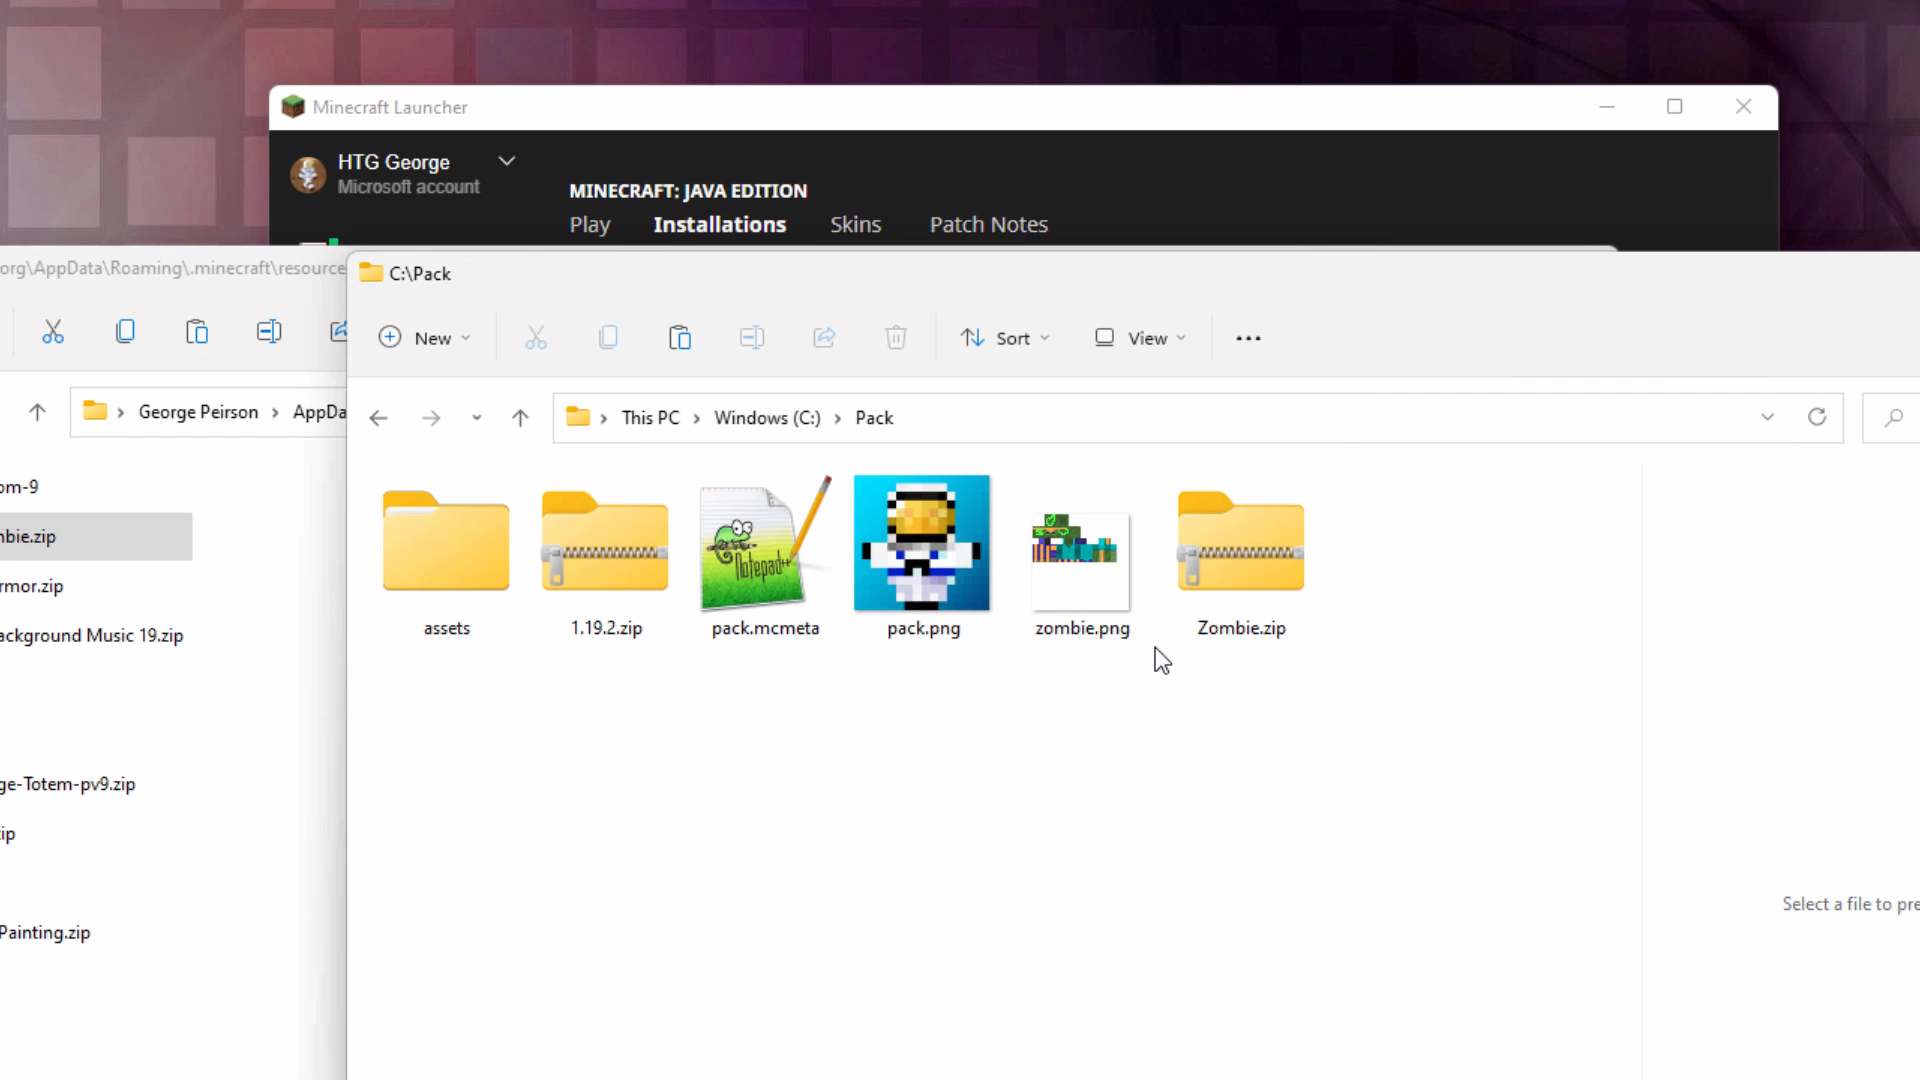 Minecraft Launcher
HTG George
Microsoft account
MINECRAFT: JAVA EDITION
Play
Installations
Skins
Patch Notes
org\AppData\Roaming\.minecraft\resource
George Peirson
AppDa
om-9
mbie.zip
rmor.zip
ackground Music 19.zip
ge-Totem-pv9.zip
ip
Painting.zip
C:\Pack
New
Sort
View
This PC
Windows (C:)
Pack
assets
1.19.2.zip
Notepad++
pack.mcmeta
pack.png
zombie.png
Zombie.zip
Select a file to pre